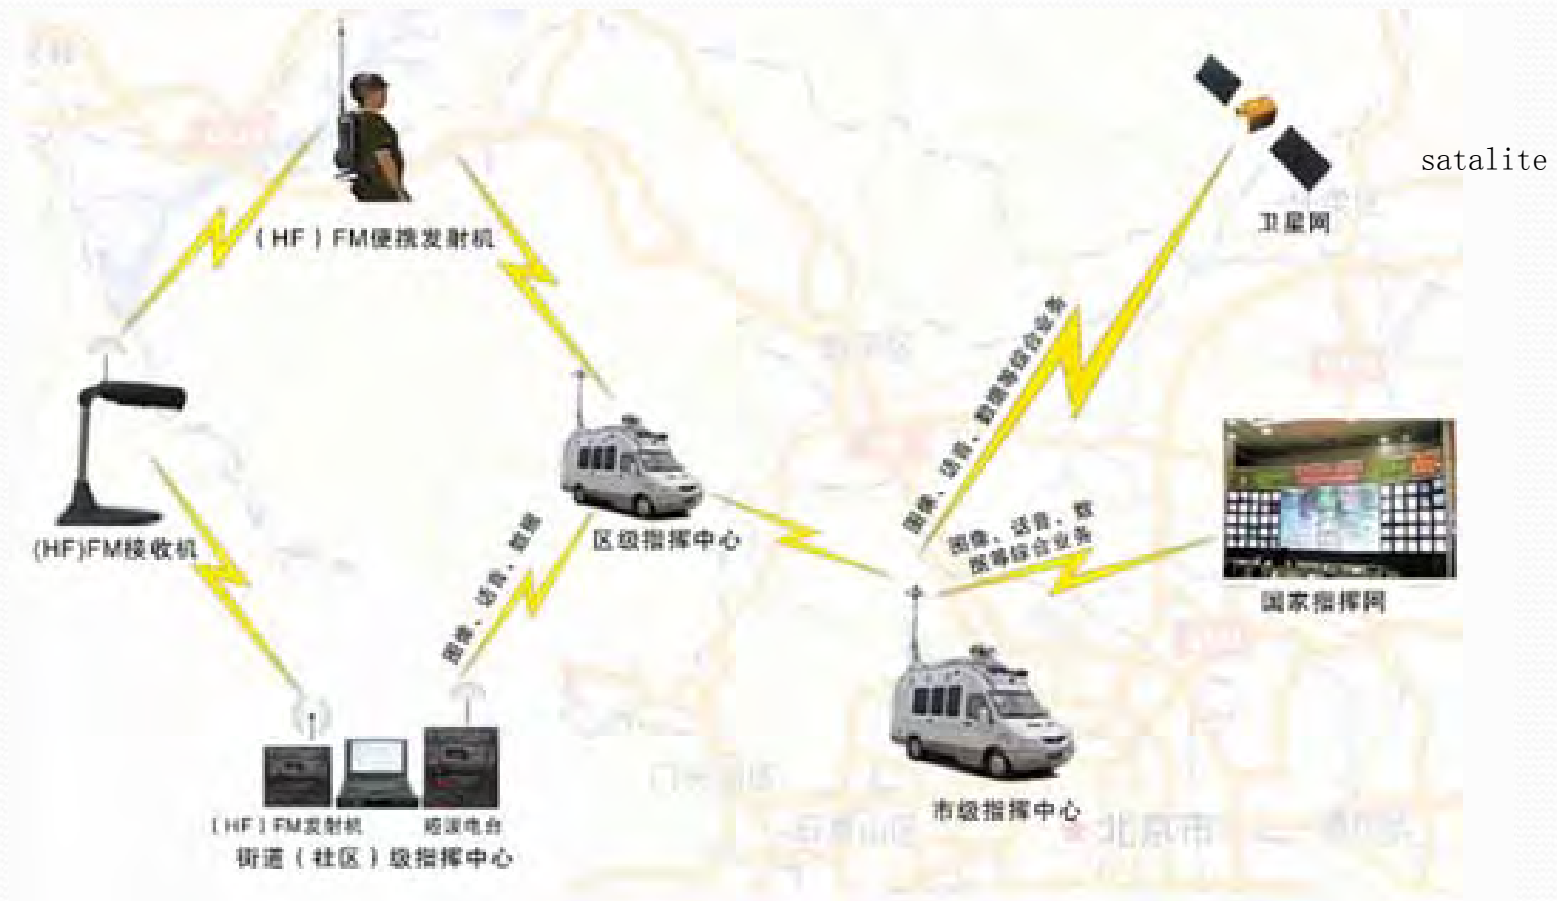 satalite
卫星网
(HF)FM便携发射机
图像、话音、数据等综合业务
图像、话音、数
据等综合业务
国家指挥网
区级指挥中心
(HF)FM接收机
图像、话音、数据
市级指挥中心
北京市
(HF)FM发射机
短波电台
街道(社区)级指挥中心